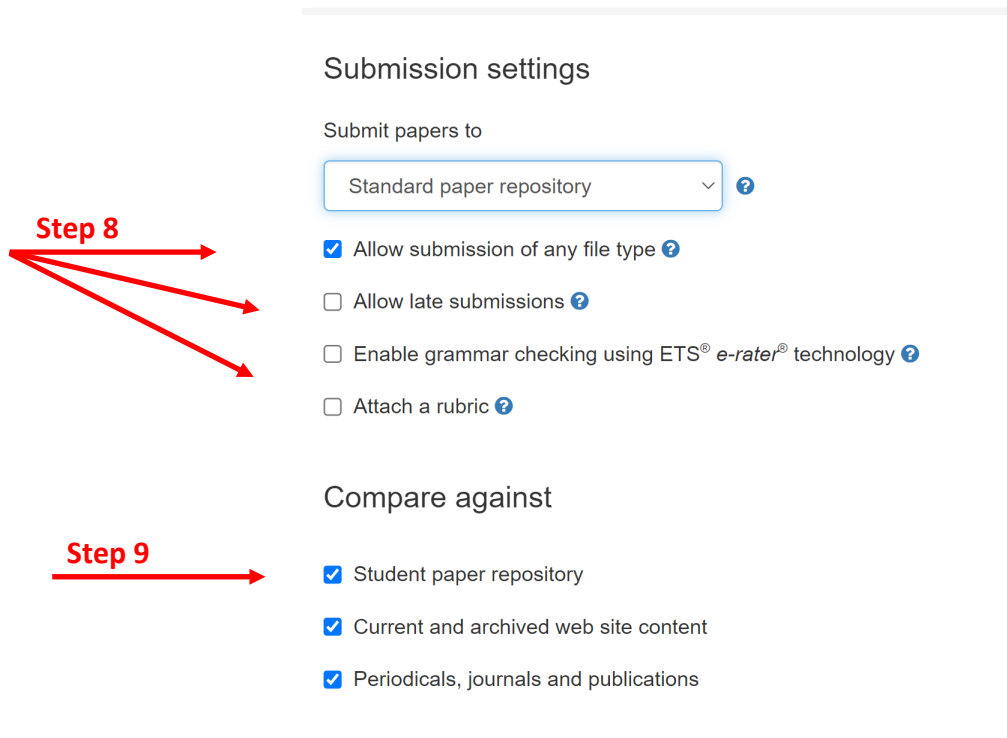 Submission settings
Submit papers to
Standard paper repository
Step 8
Allow submission of any file type
Allow late submissions
Enable grammar checking using ETS® e-rater® technology
Attach a rubric
Compare against
Step 9
Student paper repository
Current and archived web site content
Periodicals, journals and publications